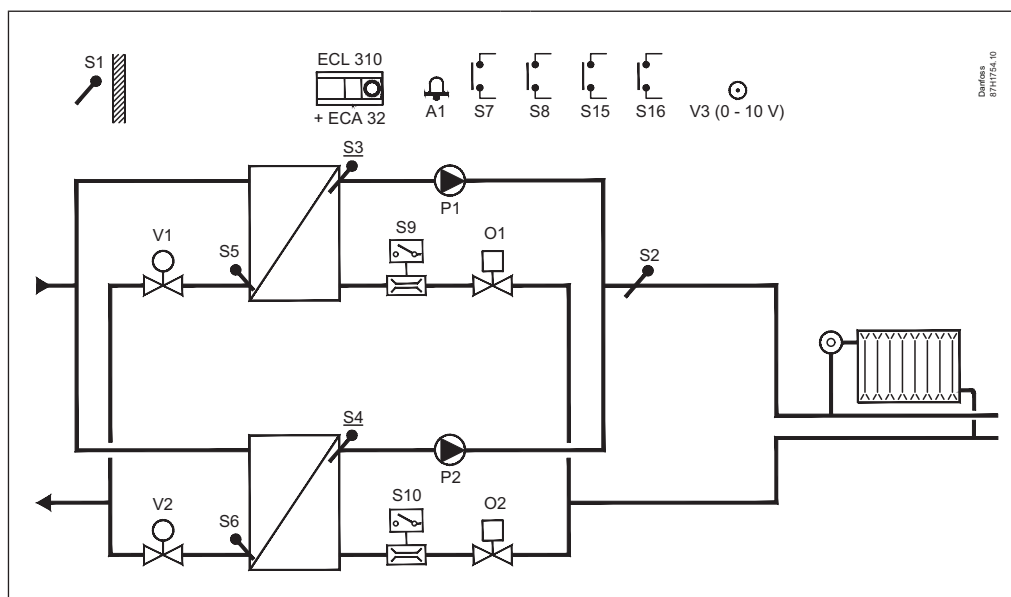 S1
ECL 310
+ ECA 32
A1
S7
S8
S15
S16
V3 (0 - 10 V)
Danfoss
87H1754.10
S3
P1
V1
S5
S9
O1
S2
S4
P2
V2
S6
S10
O2